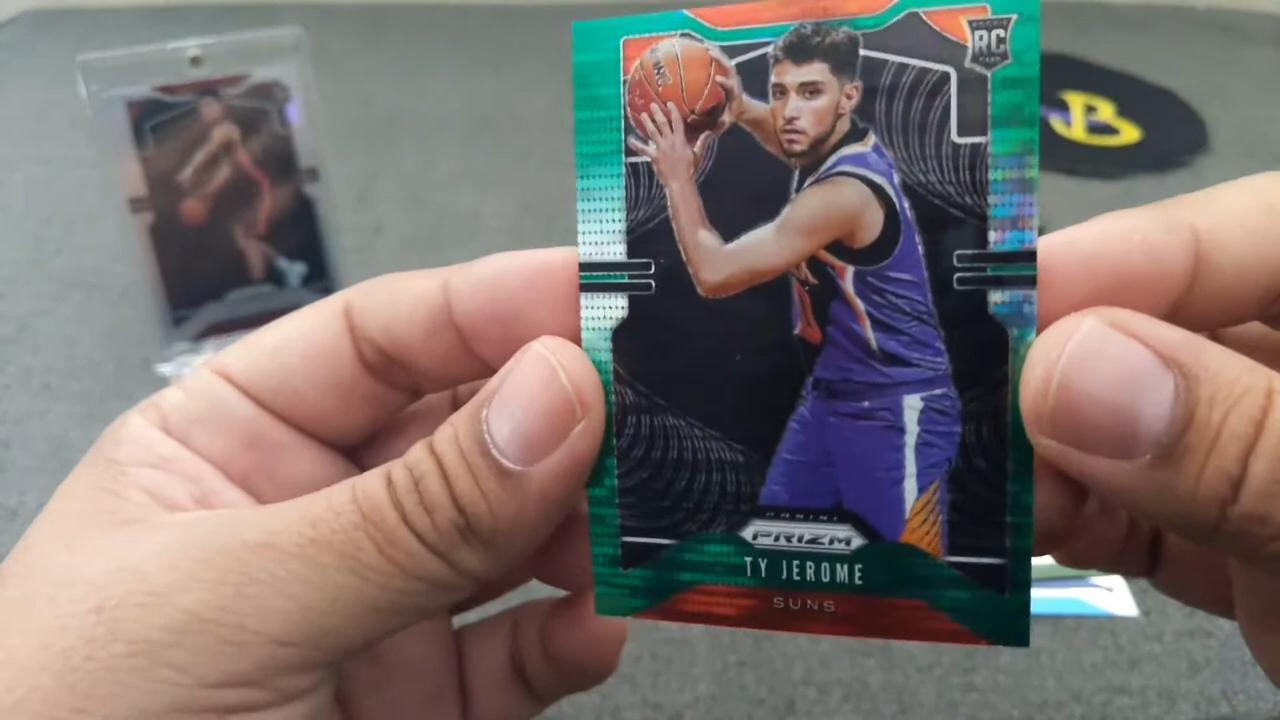 ROOKIE
RC
CARD
B
PANINI
PRIZM
TY JEROME
SUNS